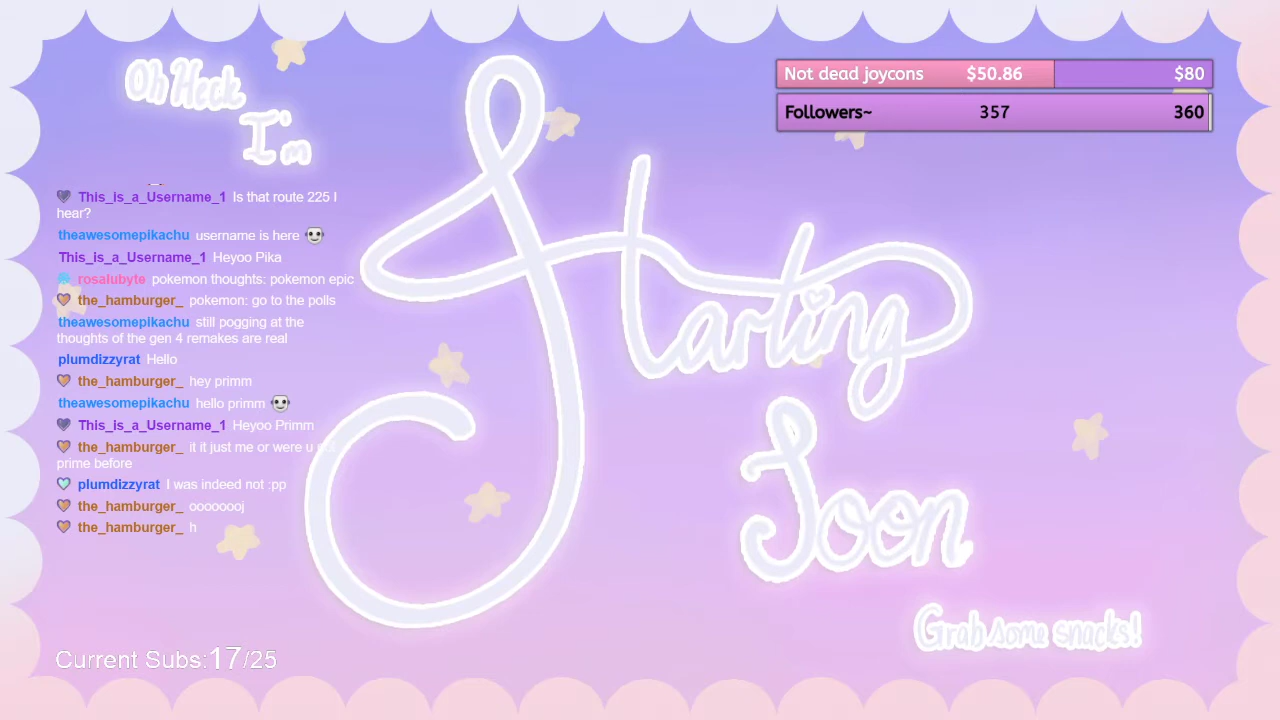 Oh Heck
I'm
Starting
Soon
Grab some snacks!
Not dead joycons $50.86 $80
Followers~ 357 360
This_is_a_Username_1 Is that route 225 I
hear?
theawesomepikachu username is here
This_is_a_Username_1 Heyoo Pika
rosalubyte pokemon thoughts: pokemon epic
the_hamburger_ pokemon: go to the polls
theawesomepikachu still pogging at the
thoughts of the gen 4 remakes are real
plumdizzyrat Hello
the_hamburger_ hey primm
theawesomepikachu hello primm
This_is_a_Username_1 Heyoo Primm
the_hamburger_ it it just me or were u
prime before
plumdizzyrat I was indeed not :pp
the_hamburger_ oooooooj
the_hamburger_ h
Current Subs:17/25